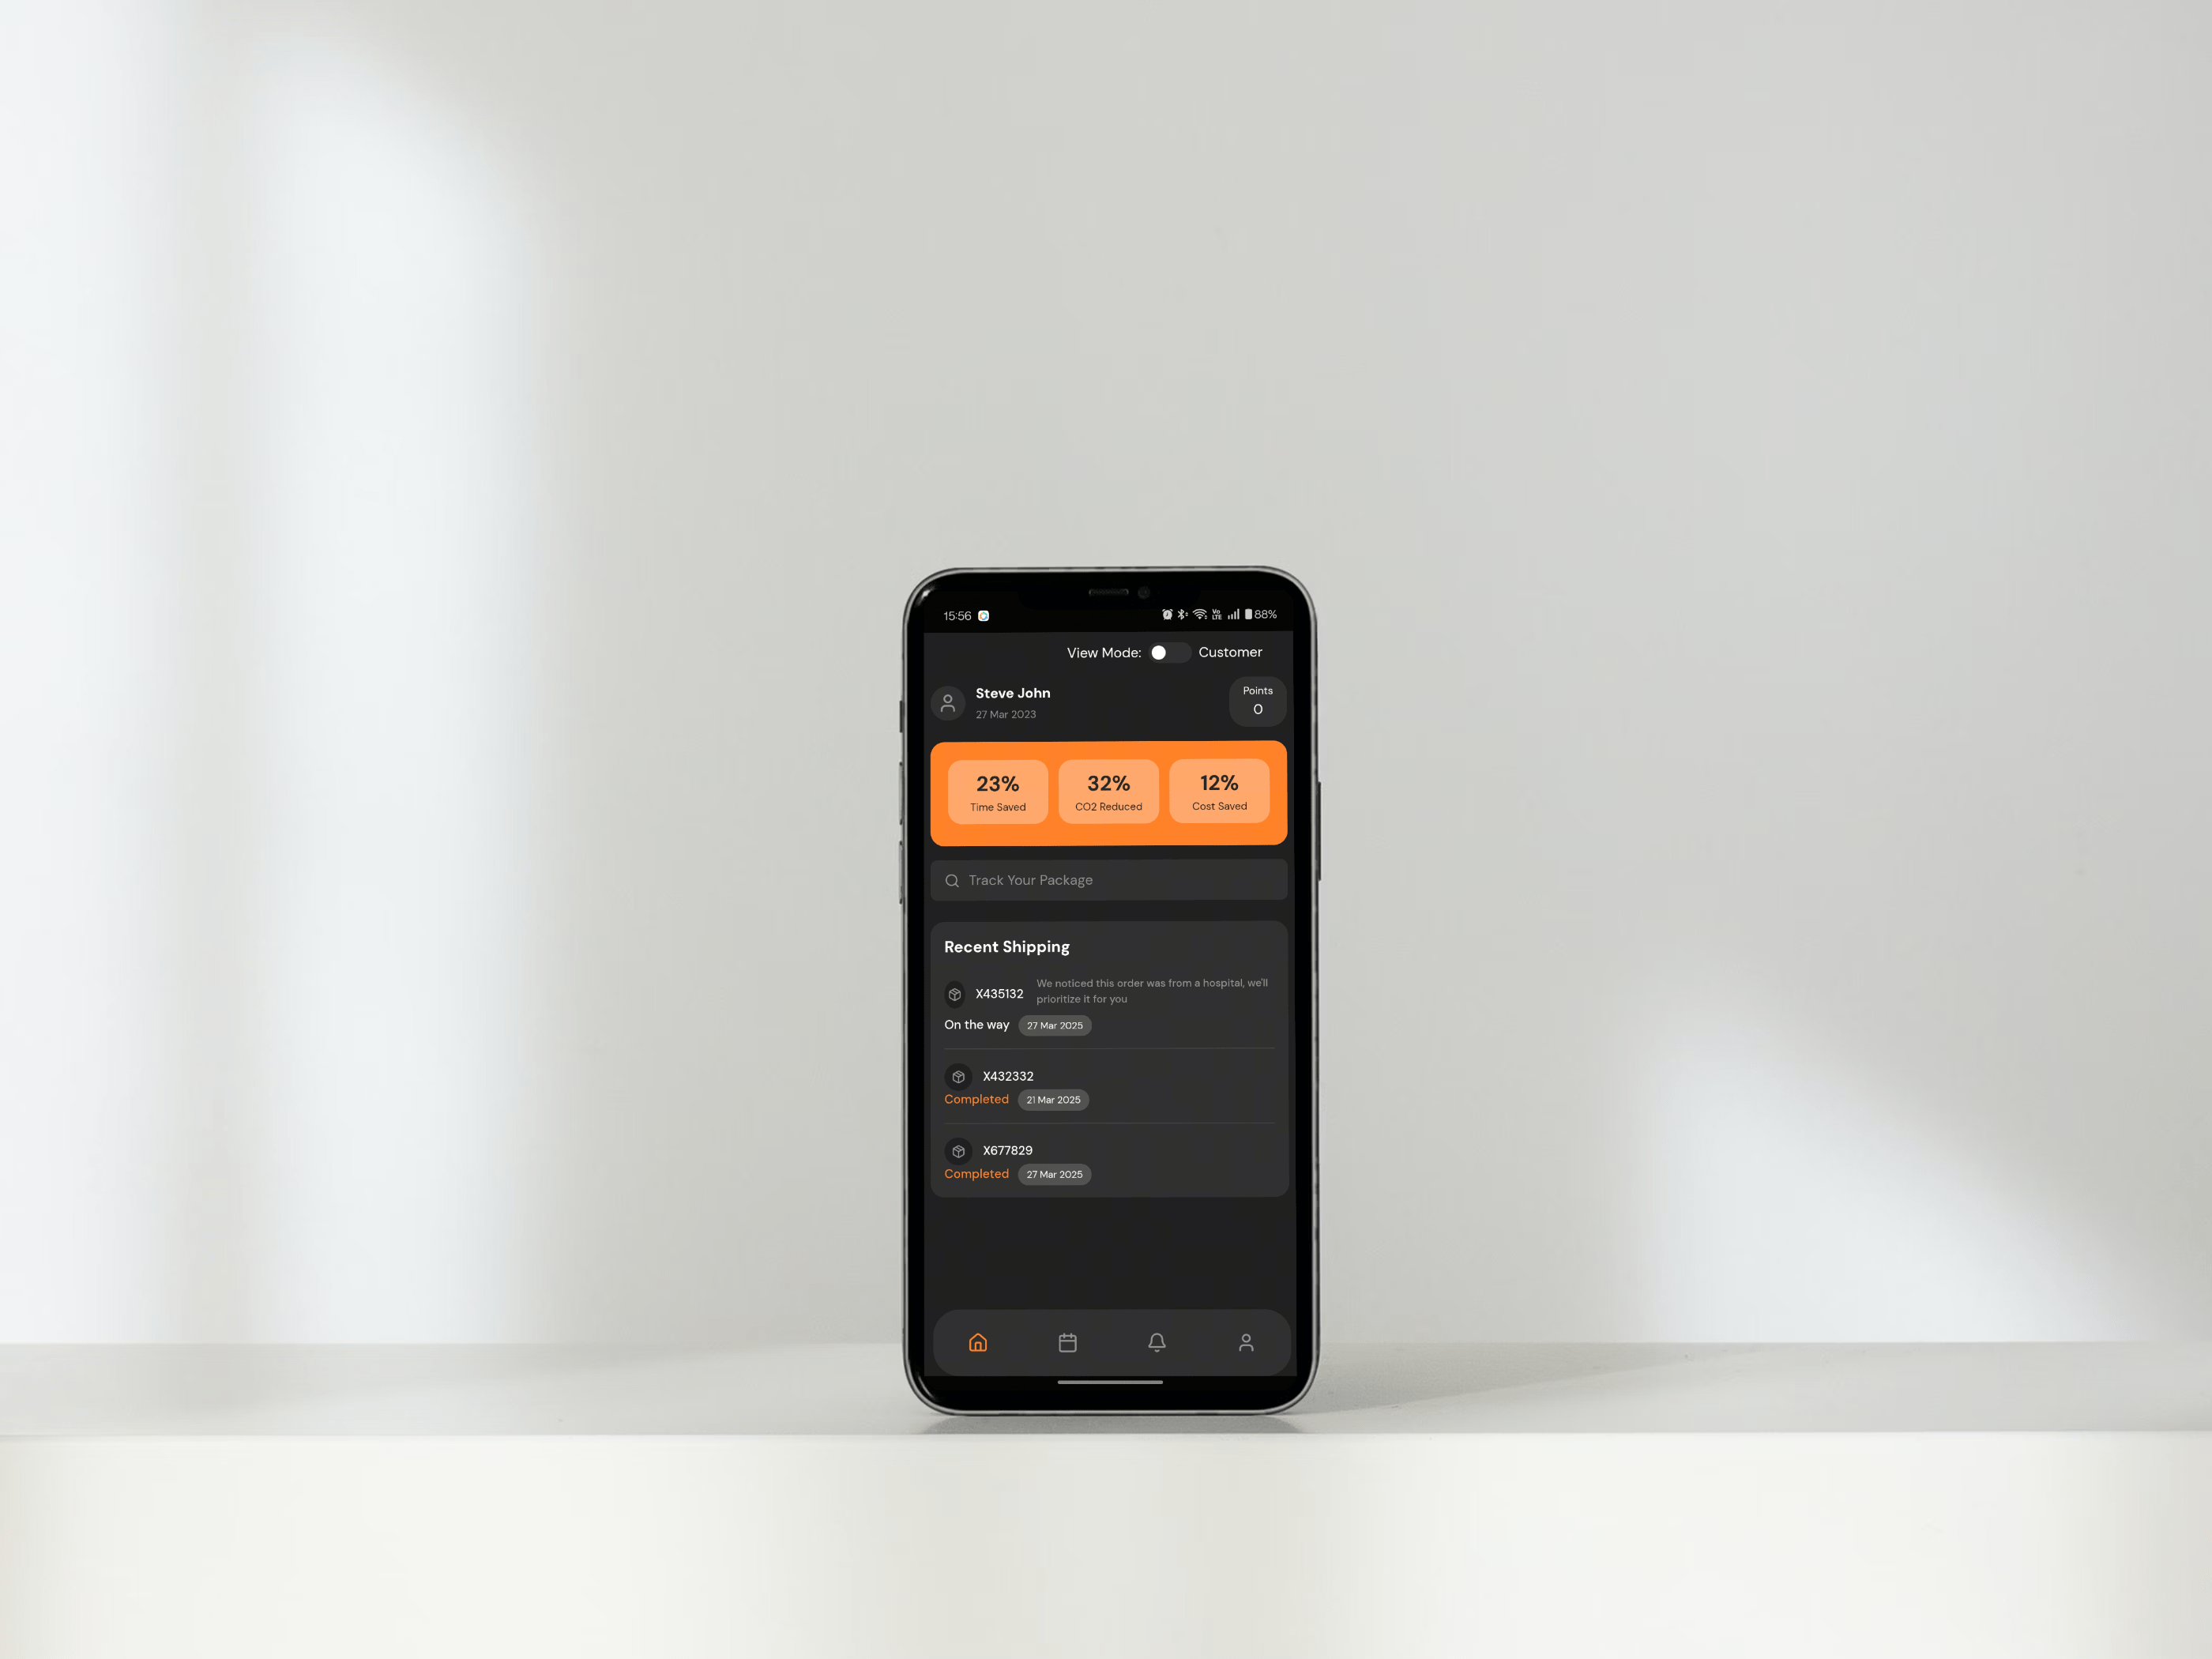 15:56
Vo
LTE
88%
View Mode: Customer
Steve John
27 Mar 2023
Points
0
23%
Time Saved
32%
CO2 Reduced
12%
Cost Saved
Track Your Package
Recent Shipping
X435132
We noticed this order was from a hospital, we'll
prioritize it for you
On the way 27 Mar 2025
X432332
Completed 21 Mar 2025
X677829
Completed 27 Mar 2025